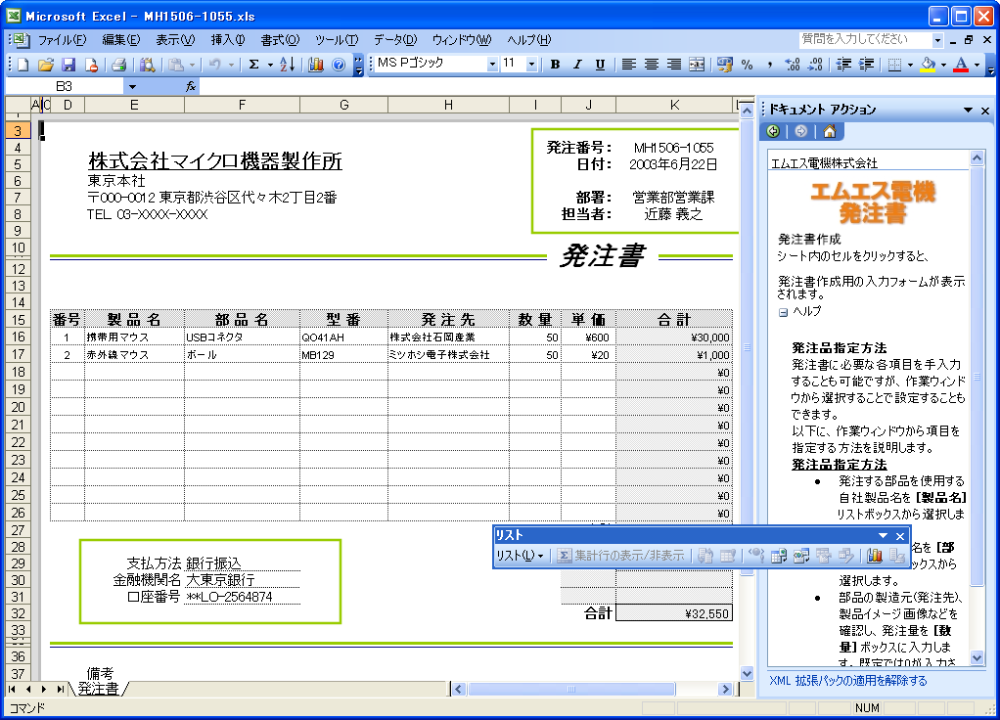 Microsoft Excel - MH1506-1055.xls
ファイル(F) 編集(E) 表示(V) 挿入(I) 書式(O) ツール(T) データ(D) ウィンドウ(W) ヘルプ(H) 質問を入力してください
MS Pゴシック 11 B I U
B3 fx
A C D E F G H I J K L
3
4
5
6
7
8
9
10
12
13
14
15
16
17
18
19
20
21
22
23
24
25
26
27
28
29
30
31
32
33
36
37
発注番号: MH1506-1055
株式会社マイクロ機器製作所
日付: 2003年6月22日
東京本社
〒000-0012 東京都渋谷区代々木2丁目2番
部署: 営業部営業課
TEL 03-XXXX-XXXX
担当者: 近藤 義之
発注書
番号 製品名 部品名 型番 発注先 数量 単価 合計
1 携帯用マウス USBコネクタ QO41AH 株式会社石岡産業 50 ¥600 ¥30,000
2 赤外線マウス ボール MB129 ミツホシ電子株式会社 50 ¥20 ¥1,000
¥0
¥0
¥0
¥0
¥0
¥0
¥0
¥0
¥0
支払方法 銀行振込
金融機関名 大東京銀行
口座番号 **LO-2564874
合計 ¥32,550
備考
発注書
リスト
リスト(L) Σ 集計行の表示/非表示
ドキュメント アクション
エムエス電機株式会社
エムエス電機
発注書
発注書作成
シート内のセルをクリックすると、
発注書作成用の入力フォームが表示
されます。
ヘルプ
発注品指定方法
発注書に必要な各項目を手入力
することも可能ですが、作業ウィンド
ウから選択することで設定することも
できます。
以下に、作業ウィンドウから項目を
指定する方法を説明します。
発注品指定方法
• 発注する部品を使用する
自社製品名を [製品名]
リストボックスから選択しま
名を [部
ックスから
選択します。
• 部品の製造元(発注先)、
製品イメージ画像などを
確認し、発注量を [数
量] ボックスに入力しま
す。既定では0が入力さ
XML 拡張パックの適用を解除する
コマンド NUM